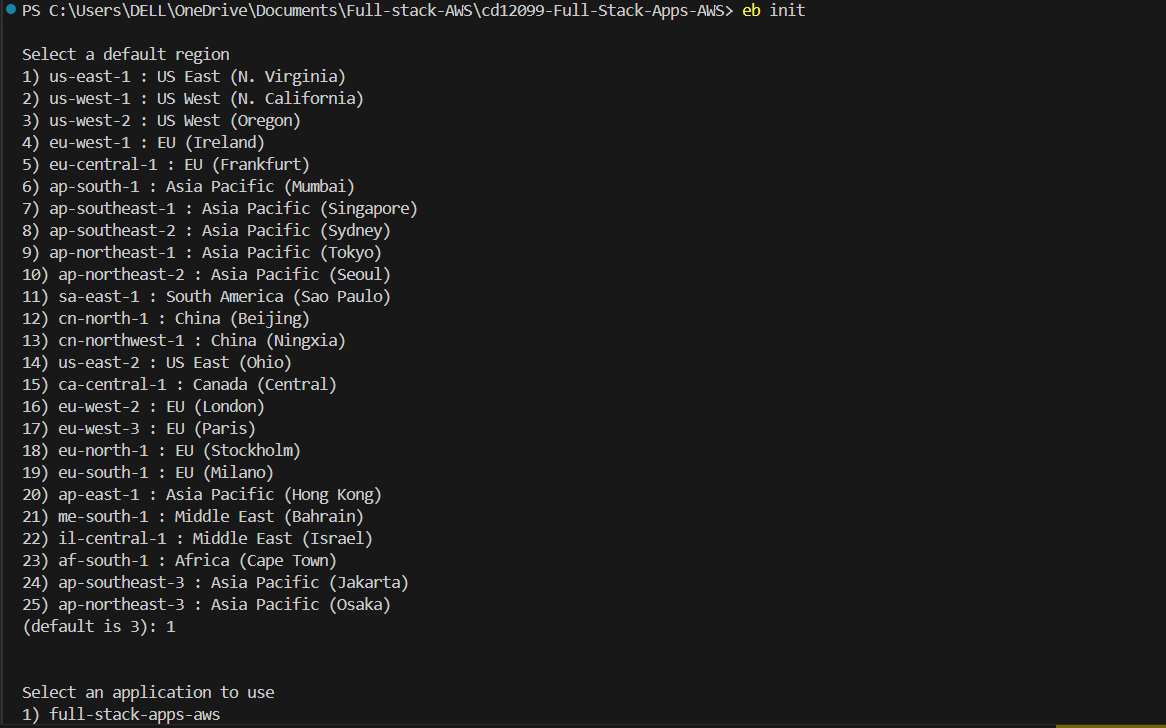 PS C:\Users\DELL\OneDrive\Documents\Full-stack-AWS\cd12099-Full-Stack-Apps-AWS> eb init
Select a default region
1) us-east-1 : US East (N. Virginia)
2) us-west-1 : US West (N. California)
3) us-west-2 : US West (Oregon)
4) eu-west-1 : EU (Ireland)
5) eu-central-1 : EU (Frankfurt)
6) ap-south-1 : Asia Pacific (Mumbai)
7) ap-southeast-1 : Asia Pacific (Singapore)
8) ap-southeast-2 : Asia Pacific (Sydney)
9) ap-northeast-1 : Asia Pacific (Tokyo)
10) ap-northeast-2 : Asia Pacific (Seoul)
11) sa-east-1 : South America (Sao Paulo)
12) cn-north-1 : China (Beijing)
13) cn-northwest-1 : China (Ningxia)
14) us-east-2 : US East (Ohio)
15) ca-central-1 : Canada (Central)
16) eu-west-2 : EU (London)
17) eu-west-3 : EU (Paris)
18) eu-north-1 : EU (Stockholm)
19) eu-south-1 : EU (Milano)
20) ap-east-1 : Asia Pacific (Hong Kong)
21) me-south-1 : Middle East (Bahrain)
22) il-central-1 : Middle East (Israel)
23) af-south-1 : Africa (Cape Town)
24) ap-southeast-3 : Asia Pacific (Jakarta)
25) ap-northeast-3 : Asia Pacific (Osaka)
(default is 3): 1
Select an application to use
1) full-stack-apps-aws